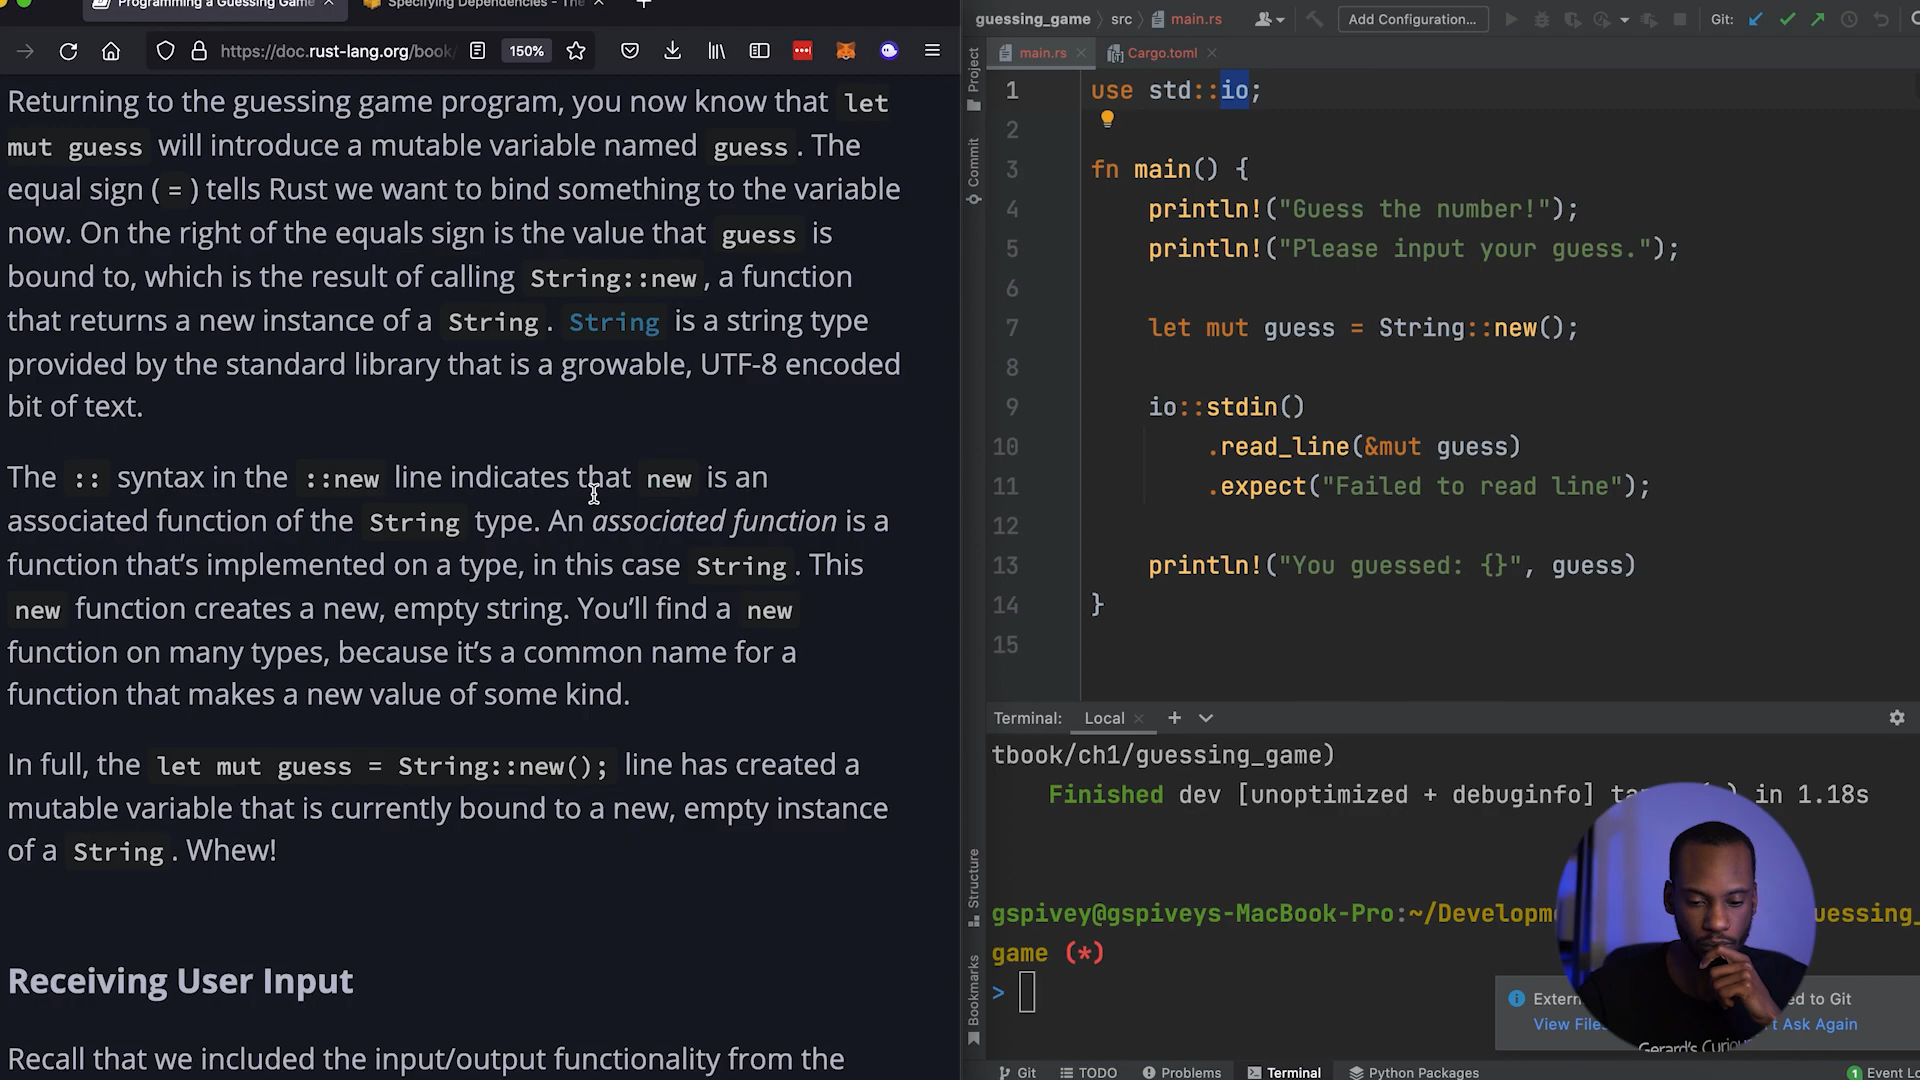 Programming a Guessing Game
Specifying Dependencies - The
https://doc.rust-lang.org/book/
150%
Returning to the guessing game program, you now know that let
mut guess will introduce a mutable variable named guess. The
equal sign (=) tells Rust we want to bind something to the variable
now. On the right of the equals sign is the value that guess is
bound to, which is the result of calling String::new, a function
that returns a new instance of a String. String is a string type
provided by the standard library that is a growable, UTF-8 encoded
bit of text.
The :: syntax in the ::new line indicates that new is an
associated function of the String type. An associated function is a
function that’s implemented on a type, in this case String. This
new function creates a new, empty string. You’ll find a new
function on many types, because it’s a common name for a
function that makes a new value of some kind.
In full, the let mut guess = String::new(); line has created a
mutable variable that is currently bound to a new, empty instance
of a String. Whew!
Receiving User Input
Recall that we included the input/output functionality from the
guessing_game
src
main.rs
Add Configuration...
Git:
main.rs
Cargo.toml
Project
Commit
Structure
Bookmarks
1 use std::io;
2
3 fn main() {
4 println!("Guess the number!");
5 println!("Please input your guess.");
6
7 let mut guess = String::new();
8
9 io::stdin()
10 .read_line(&mut guess)
11 .expect("Failed to read line");
12
13 println!("You guessed: {}", guess)
14 }
15
Terminal: Local
tbook/ch1/guessing_game)
Finished dev [unoptimized + debuginfo] in 1.18s
gspivey@gspiveys-MacBook-Pro:~/Developm
game (*)
>
ed to Git
View Files
t Ask Again
Gerard's
Git
TODO
Problems
Terminal
Python Packages
1 Event Lo